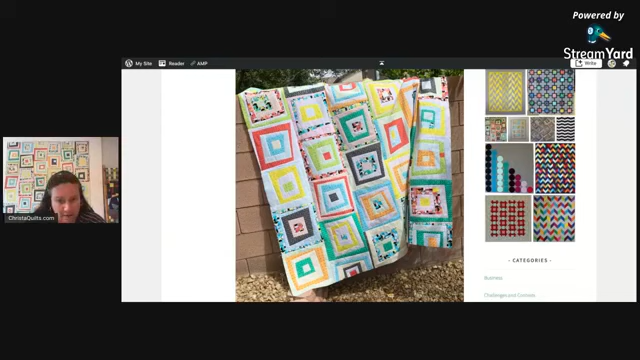 Powered by
StreamYard
My Site
Reader
AMP
Write
ChristaQuilts.com
- CATEGORIES -
Business
Challenges and Contests